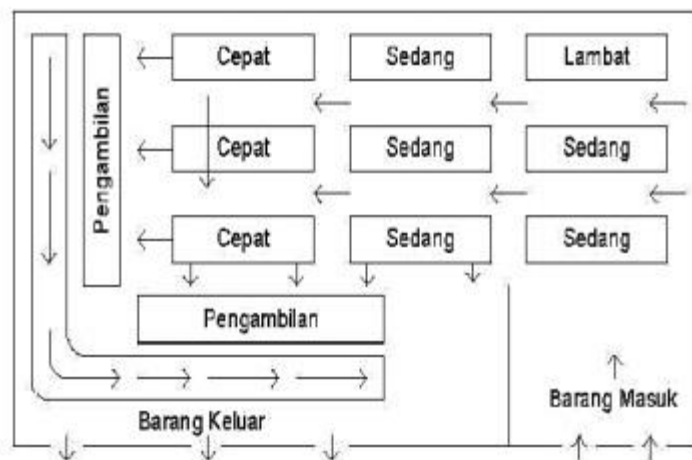 Cepat Sedang Lambat
Pengambilan
Cepat Sedang Sedang
Cepat Sedang Sedang
Pengambilan
Barang Masuk
Barang Keluar